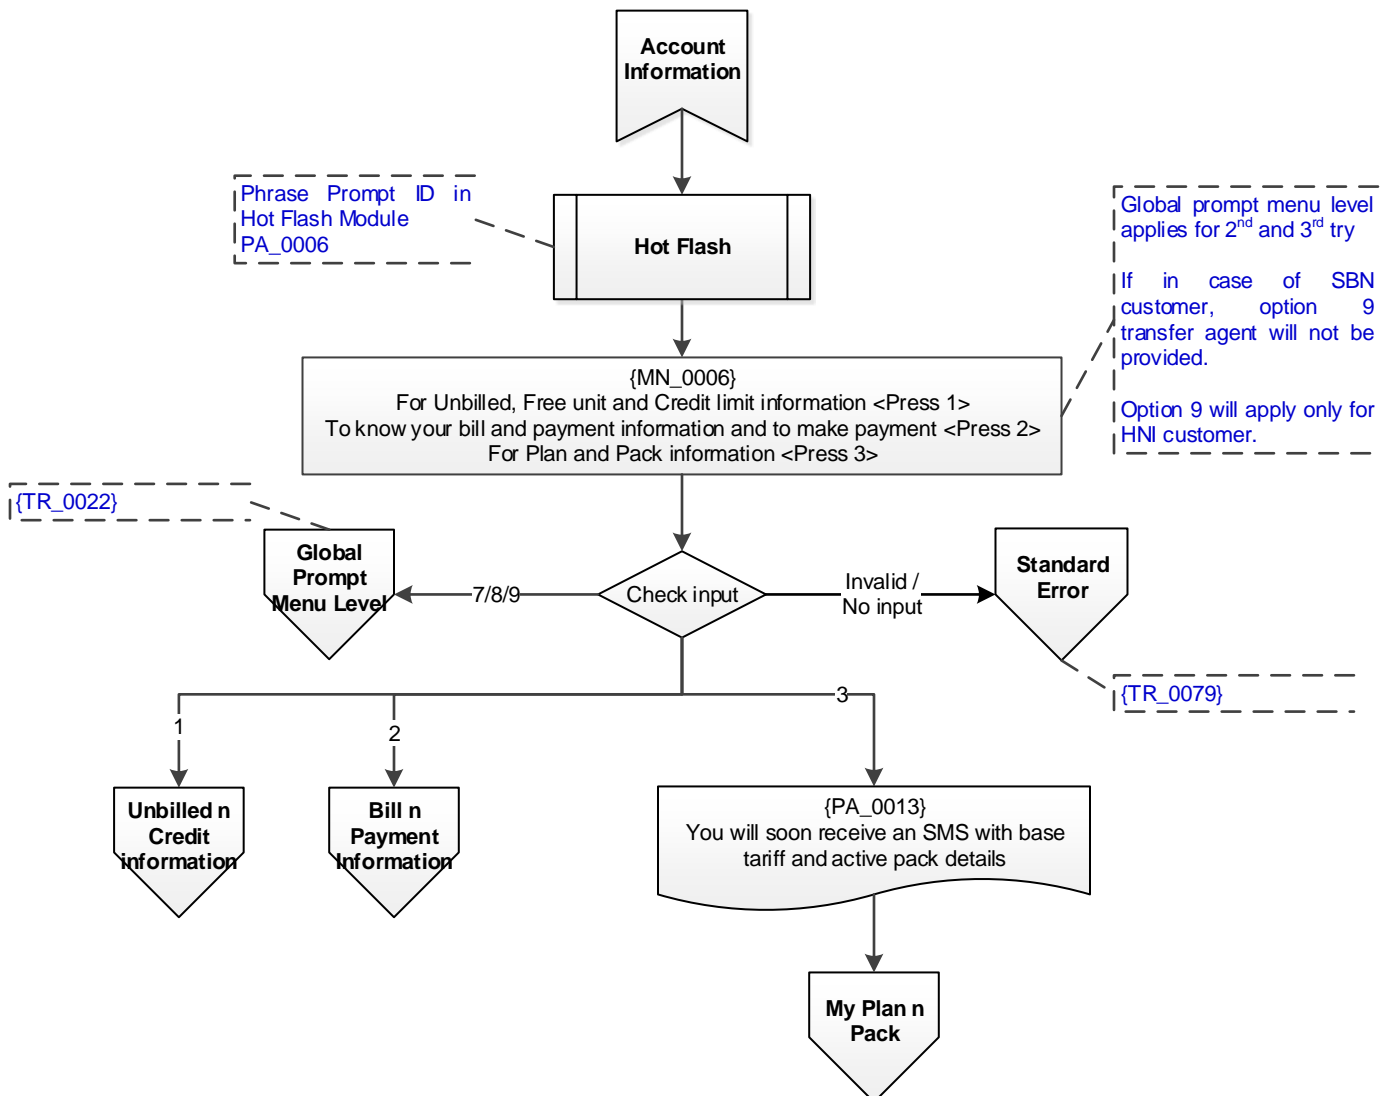 Account
Information
Phrase Prompt ID in
Hot Flash Module
PA_0006
Hot Flash
Global prompt menu level
applies for 2nd and 3rd try
If in case of SBN
customer, option 9
transfer agent will not be
provided.
Option 9 will apply only for
HNI customer.
{MN_0006}
For Unbilled, Free unit and Credit limit information <Press 1>
To know your bill and payment information and to make payment <Press 2>
For Plan and Pack information <Press 3>
{TR_0022}
Global
Prompt
Menu Level
7/8/9
Check input
Invalid /
No input
Standard
Error
{TR_0079}
1
2
3
Unbilled n
Credit
information
Bill n
Payment
Information
{PA_0013}
You will soon receive an SMS with base
tariff and active pack details
My Plan n
Pack